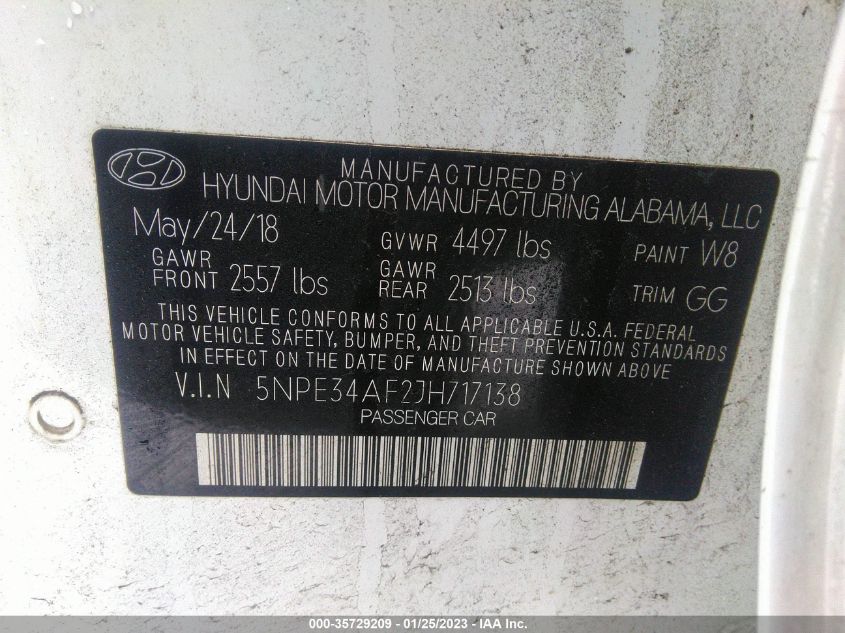 MANUFACTURED BY
HYUNDAI MOTOR MANUFACTURING ALABAMA, LLC
May/24/18 GVWR 4497 lbs PAINT W8
GAWR FRONT 2557 lbs GAWR REAR 2513 lbs TRIM GG
THIS VEHICLE CONFORMS TO ALL APPLICABLE U.S.A. FEDERAL
MOTOR VEHICLE SAFETY, BUMPER, AND THEFT PREVENTION STANDARDS
IN EFFECT ON THE DATE OF MANUFACTURE SHOWN ABOVE.
V.I.N 5NPE34AF2JH717138
PASSENGER CAR
000-35729209 - 01/25/2023 - IAA Inc.